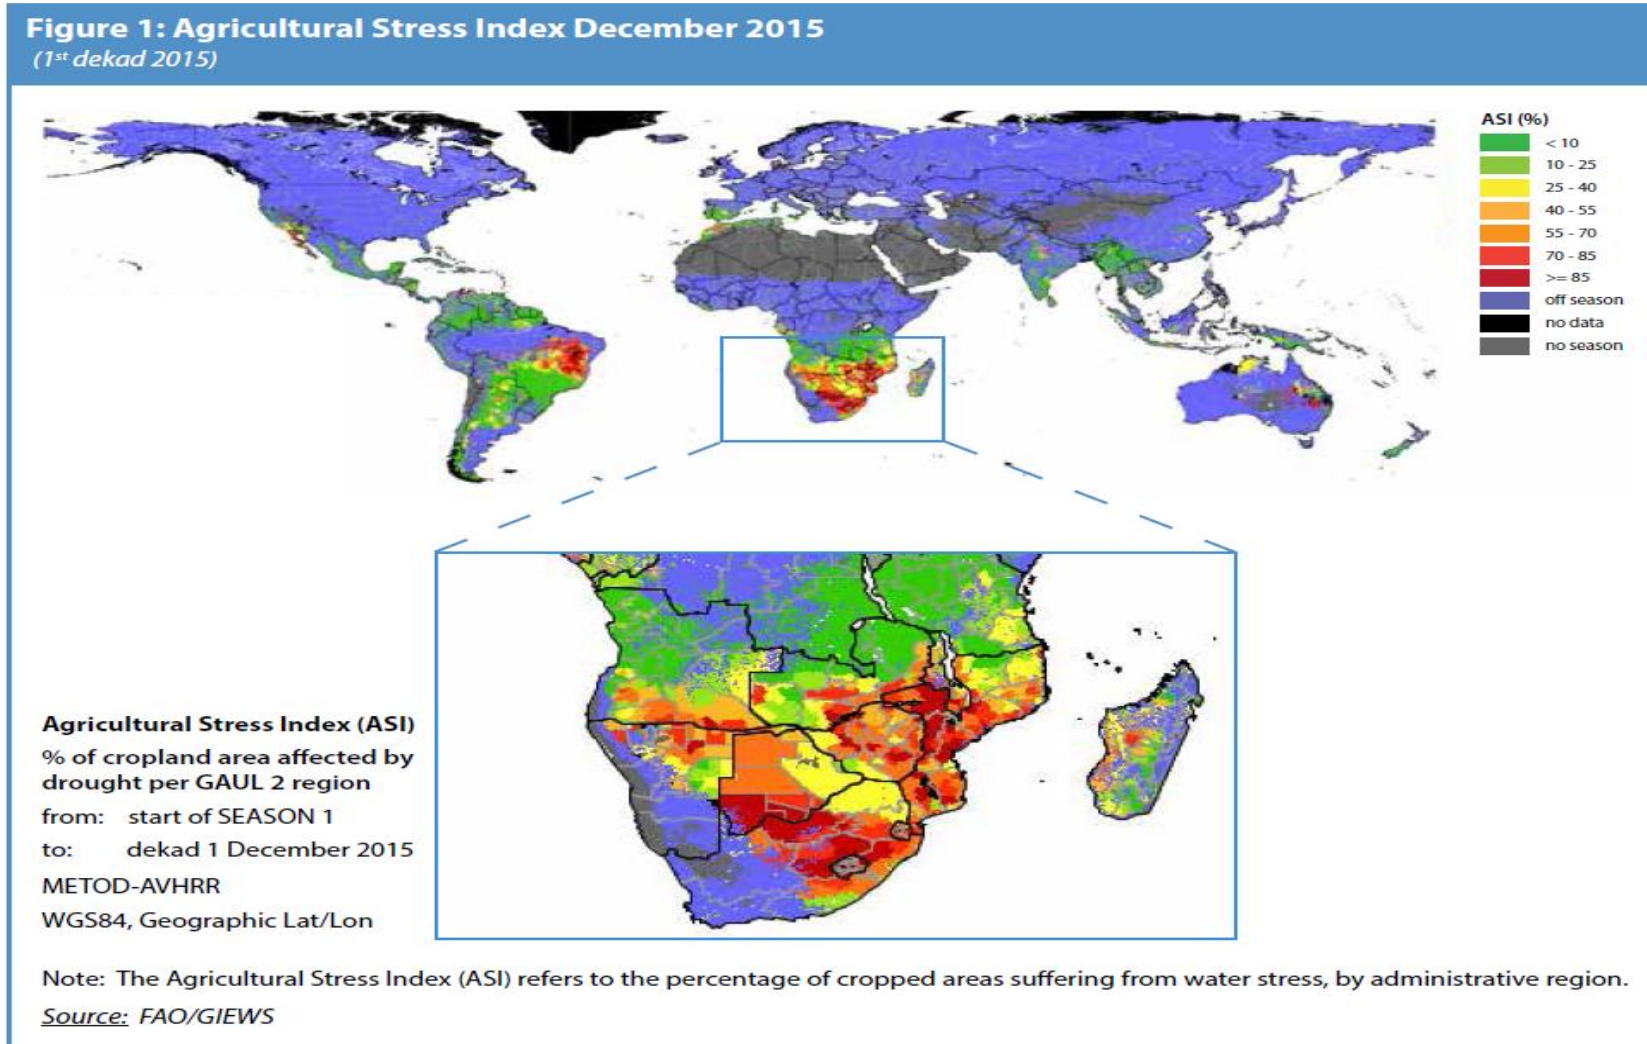 Figure 1: Agricultural Stress Index December 2015
(1st dekad 2015)
ASI (%)
< 10
10 - 25
25 - 40
40 - 55
55 - 70
70 - 85
>= 85
off season
no data
no season
Agricultural Stress Index (ASI)
% of cropland area affected by
drought per GAUL 2 region
from: start of SEASON 1
to: dekad 1 December 2015
METOD-AVHRR
WGS84, Geographic Lat/Lon
Note: The Agricultural Stress Index (ASI) refers to the percentage of cropped areas suffering from water stress, by administrative region.
Source: FAO/GIEWS